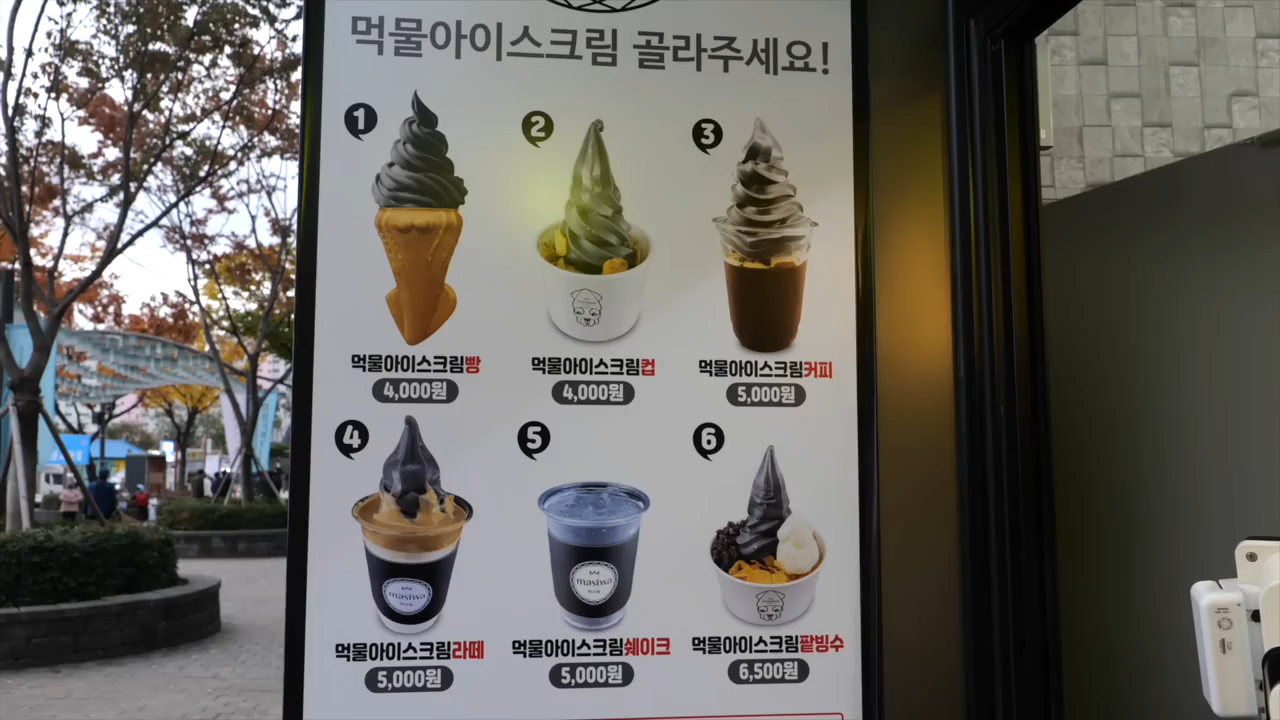 먹물아이스크림 골라주세요!
1
2
3
먹물아이스크림빵
먹물아이스크림컵
먹물아이스크림커피
4,000원
4,000원
5,000원
4
5
6
masiwa
masiwa
먹물아이스크림라떼
먹물아이스크림쉐이크
먹물아이스크림팥빙수
5,000원
5,000원
6,500원